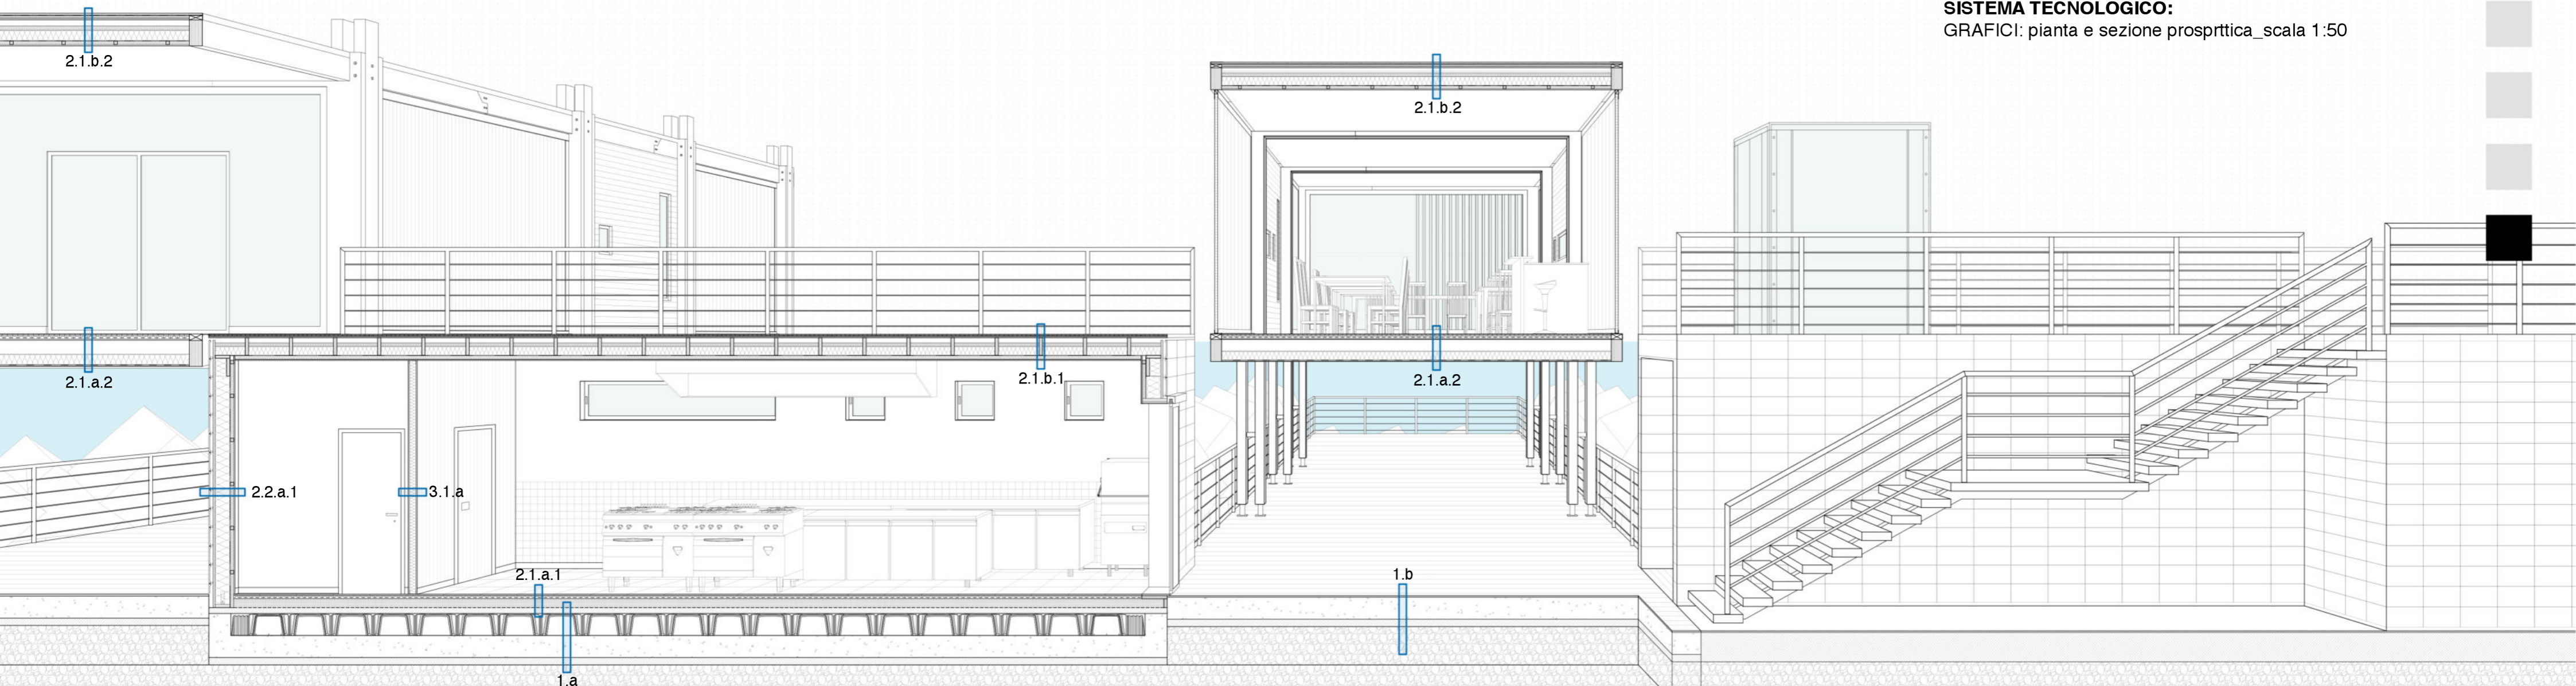 SISTEMA TECNOLOGICO:
GRAFICI: pianta e sezione prosprttica_scala 1:50
2.1.b.2
2.1.b.2
2.1.a.2
2.1.b.1
2.1.a.2
2.2.a.1
3.1.a
2.1.a.1
1.b
1.a